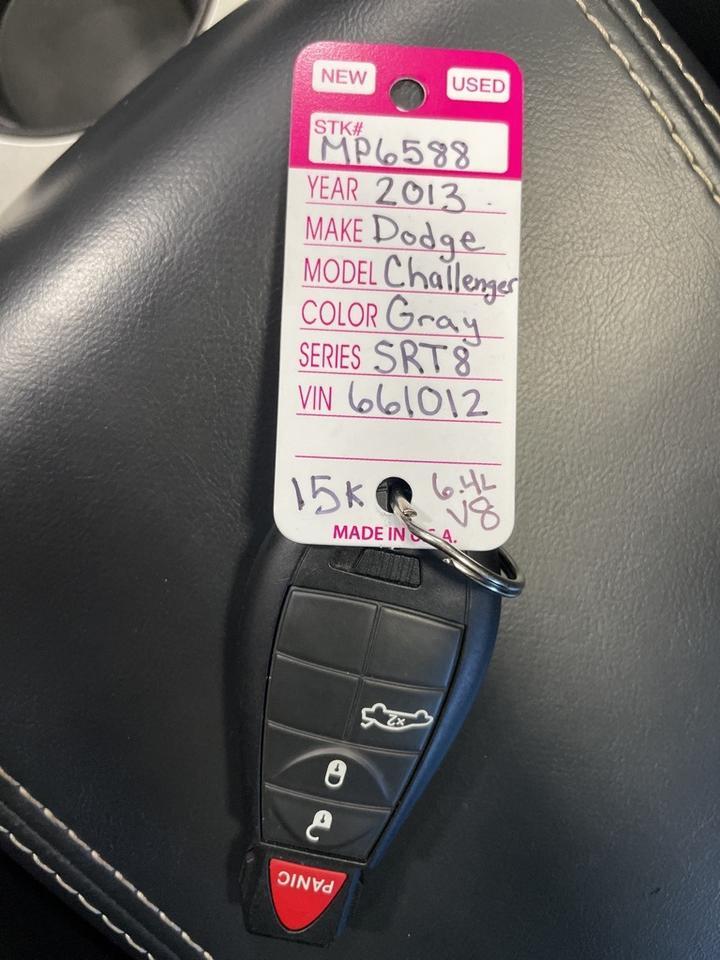 NEW USED
STK#
MP6588
YEAR 2013
MAKE Dodge
MODEL Challenger
COLOR Gray
SERIES SRT8
VIN 661012
15K 6.4L
V8
MADE IN U.S.A.
x2
PANIC